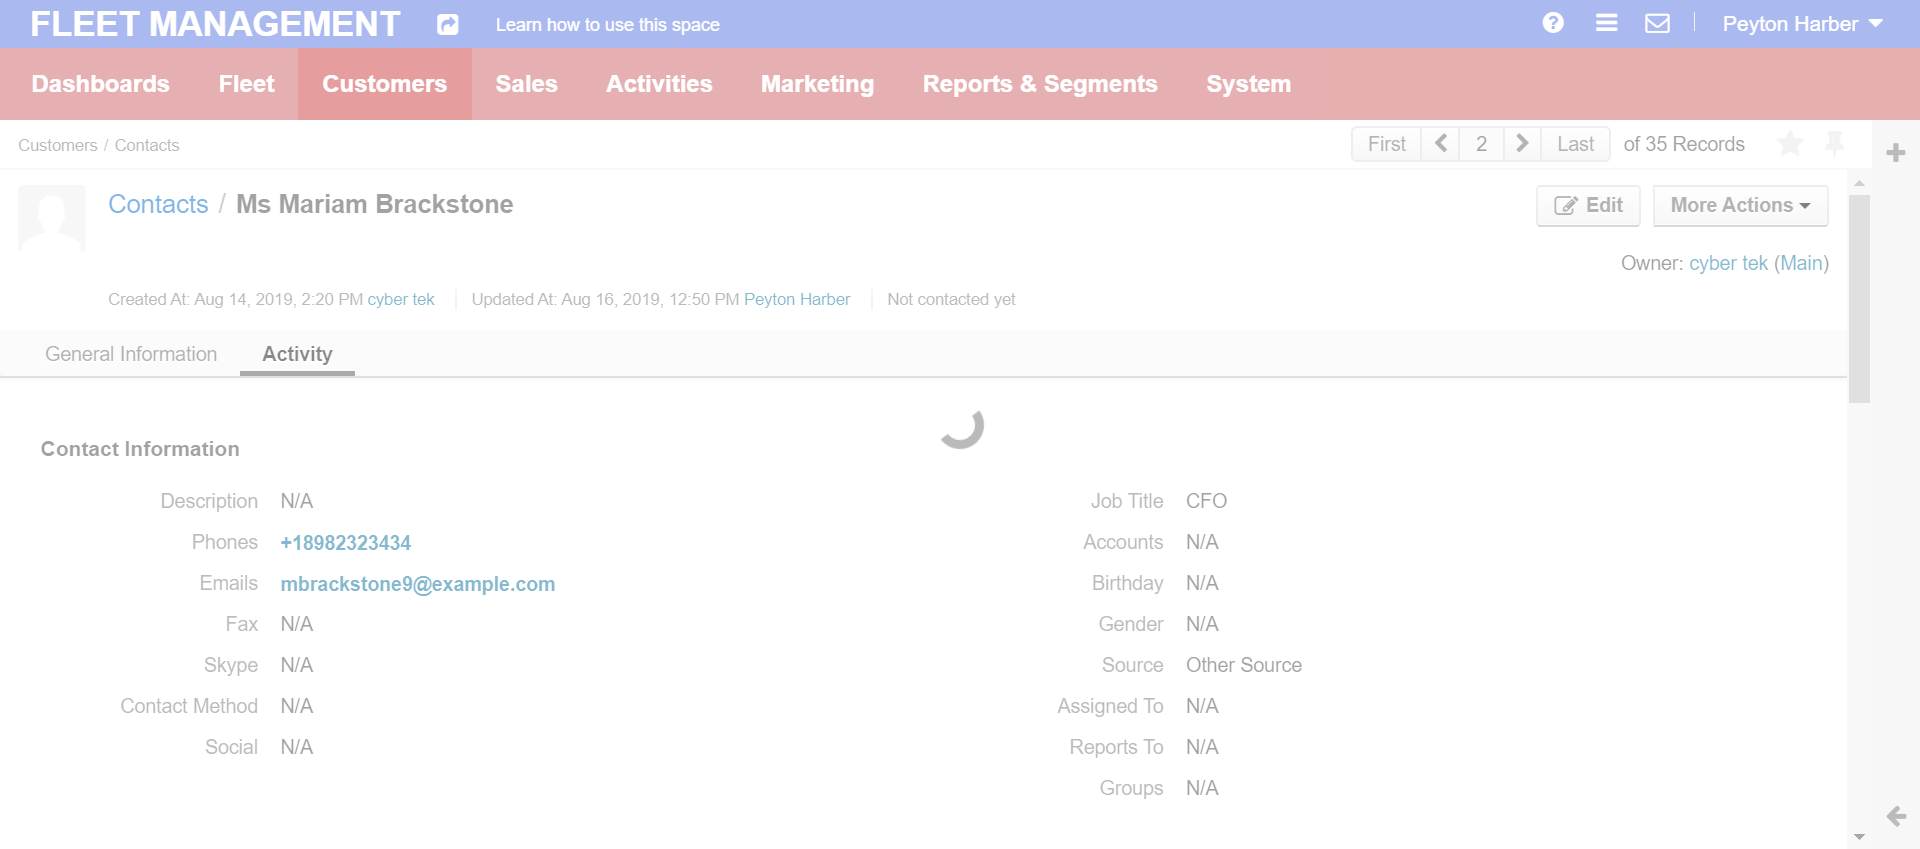 FLEET MANAGEMENT Learn how to use this space ? Peyton Harber
Dashboards Fleet Customers Sales Activities Marketing Reports & Segments System
Customers / Contacts First 2 Last of 35 Records
Contacts / Ms Mariam Brackstone Edit More Actions
Owner: cyber tek (Main)
Created At: Aug 14, 2019, 2:20 PM cyber tek Updated At: Aug 16, 2019, 12:50 PM Peyton Harber Not contacted yet
General Information Activity
Contact Information
Description N/A
Phones +18982323434
Emails mbrackstone9@example.com
Fax N/A
Skype N/A
Contact Method N/A
Social N/A
Job Title CFO
Accounts N/A
Birthday N/A
Gender N/A
Source Other Source
Assigned To N/A
Reports To N/A
Groups N/A